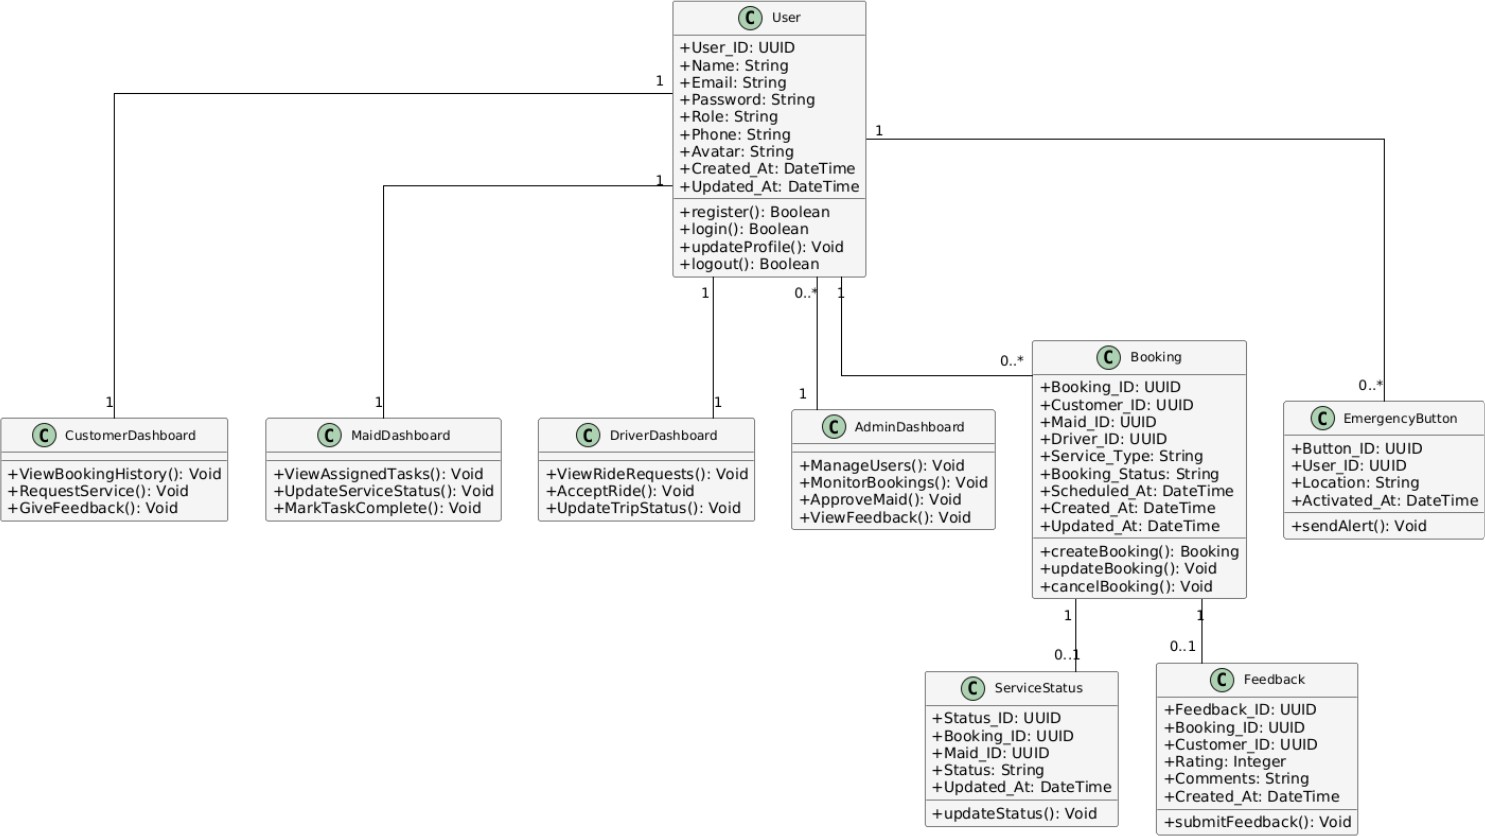 C User
+User_ID: UUID
+Name: String
+Email: String
+Password: String
+Role: String
+Phone: String
+Avatar: String
+Created_At: DateTime
+Updated_At: DateTime
+register(): Boolean
+login(): Boolean
+updateProfile(): Void
+logout(): Boolean
1
1
1
1
0..*
1
1
1
1
1
0..*
0..*
C CustomerDashboard
+ViewBookingHistory(): Void
+RequestService(): Void
+GiveFeedback(): Void
C MaidDashboard
+ViewAssignedTasks(): Void
+UpdateServiceStatus(): Void
+MarkTaskComplete(): Void
C DriverDashboard
+ViewRideRequests(): Void
+AcceptRide(): Void
+UpdateTripStatus(): Void
C AdminDashboard
+ManageUsers(): Void
+MonitorBookings(): Void
+ApproveMaid(): Void
+ViewFeedback(): Void
C Booking
+Booking_ID: UUID
+Customer_ID: UUID
+Maid_ID: UUID
+Driver_ID: UUID
+Service_Type: String
+Booking_Status: String
+Scheduled_At: DateTime
+Created_At: DateTime
+Updated_At: DateTime
+createBooking(): Booking
+updateBooking(): Void
+cancelBooking(): Void
C EmergencyButton
+Button_ID: UUID
+User_ID: UUID
+Location: String
+Activated_At: DateTime
+sendAlert(): Void
1
1
0..1
0..1
C ServiceStatus
+Status_ID: UUID
+Booking_ID: UUID
+Maid_ID: UUID
+Status: String
+Updated_At: DateTime
+updateStatus(): Void
C Feedback
+Feedback_ID: UUID
+Booking_ID: UUID
+Customer_ID: UUID
+Rating: Integer
+Comments: String
+Created_At: DateTime
+submitFeedback(): Void